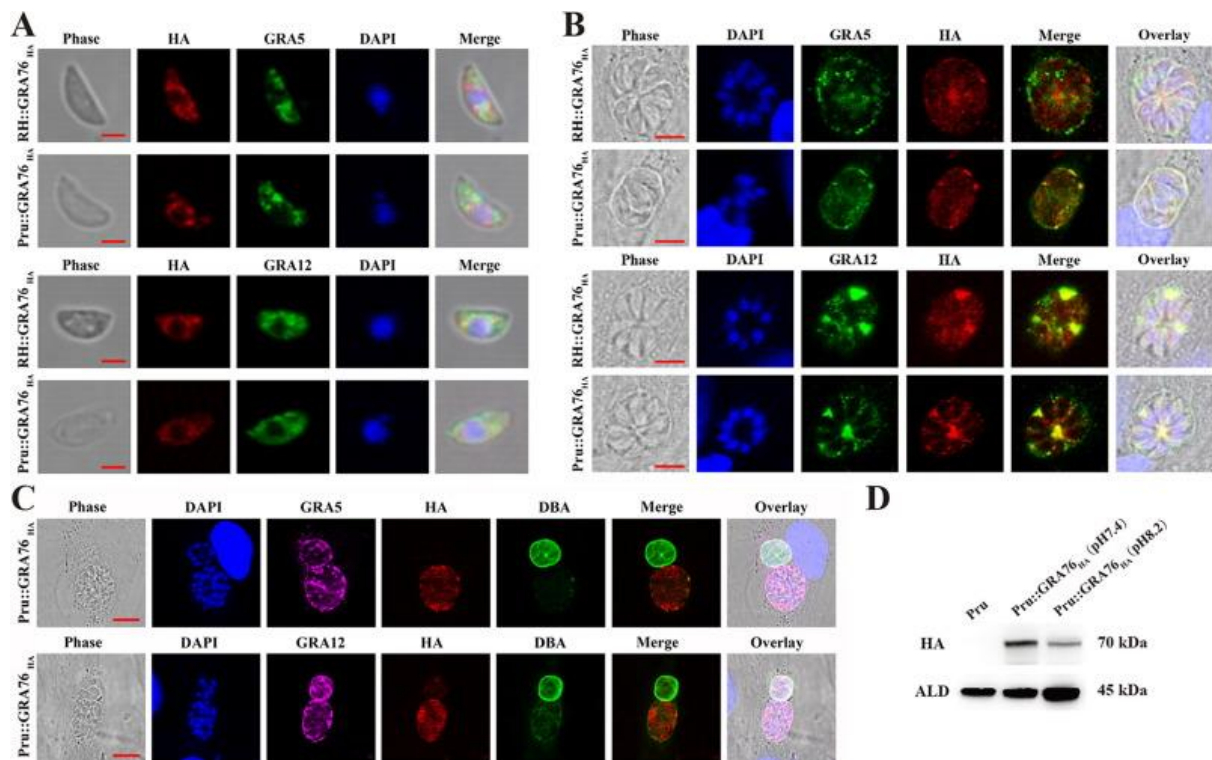 A
Phase HA GRA5 DAPI Merge
RH::GRA76HA
Pru::GRA76HA
Phase HA GRA12 DAPI Merge
RH::GRA76HA
Pru::GRA76HA
B
Phase DAPI GRA5 HA Merge Overlay
RH::GRA76HA
Pru::GRA76HA
Phase DAPI GRA12 HA Merge Overlay
RH::GRA76HA
Pru::GRA76HA
C
Phase DAPI GRA5 HA DBA Merge Overlay
Pru::GRA76HA
Phase DAPI GRA12 HA DBA Merge Overlay
Pru::GRA76HA
D
Pru Pru::GRA76HA (pH7.4) Pru::GRA76HA (pH8.2)
HA 70 kDa
ALD 45 kDa